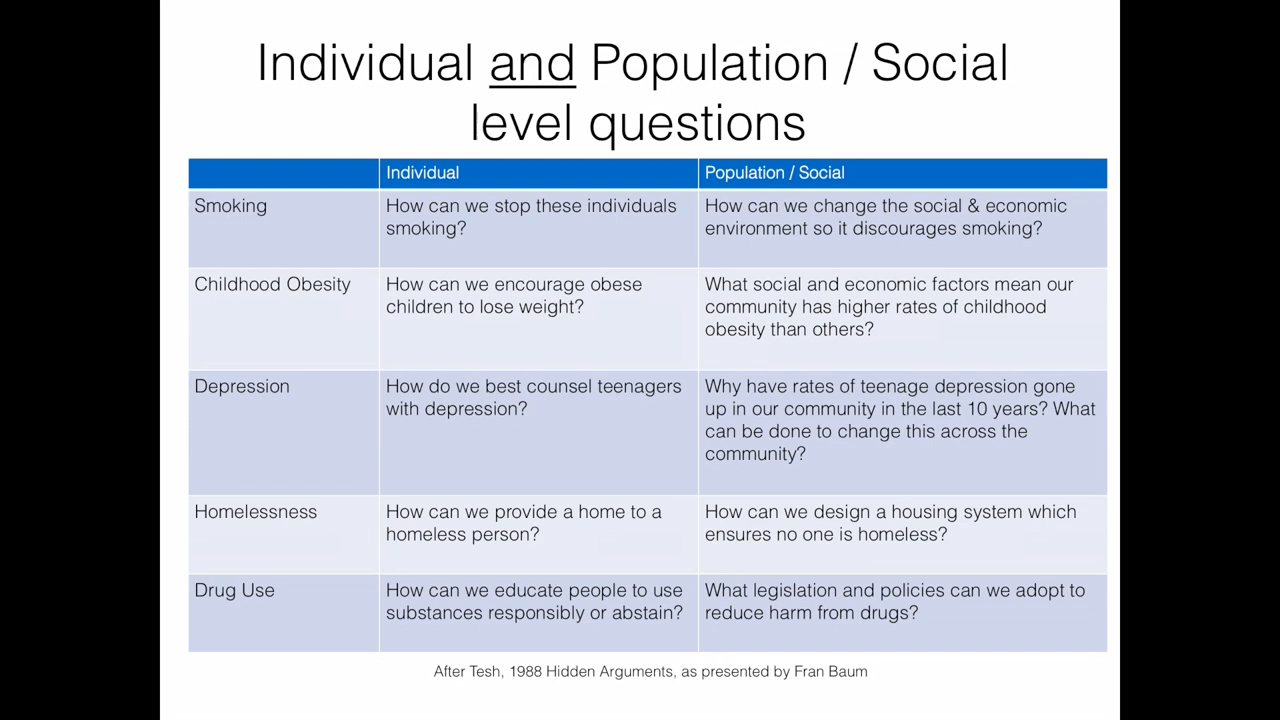 Individual and Population / Social
level questions
Individual
Population / Social
Smoking
How can we stop these individuals
smoking?
How can we change the social & economic
environment so it discourages smoking?
Childhood Obesity
How can we encourage obese
children to lose weight?
What social and economic factors mean our
community has higher rates of childhood
obesity than others?
Depression
How do we best counsel teenagers
with depression?
Why have rates of teenage depression gone
up in our community in the last 10 years? What
can be done to change this across the
community?
Homelessness
How can we provide a home to a
homeless person?
How can we design a housing system which
ensures no one is homeless?
Drug Use
How can we educate people to use
substances responsibly or abstain?
What legislation and policies can we adopt to
reduce harm from drugs?
After Tesh, 1988 Hidden Arguments, as presented by Fran Baum